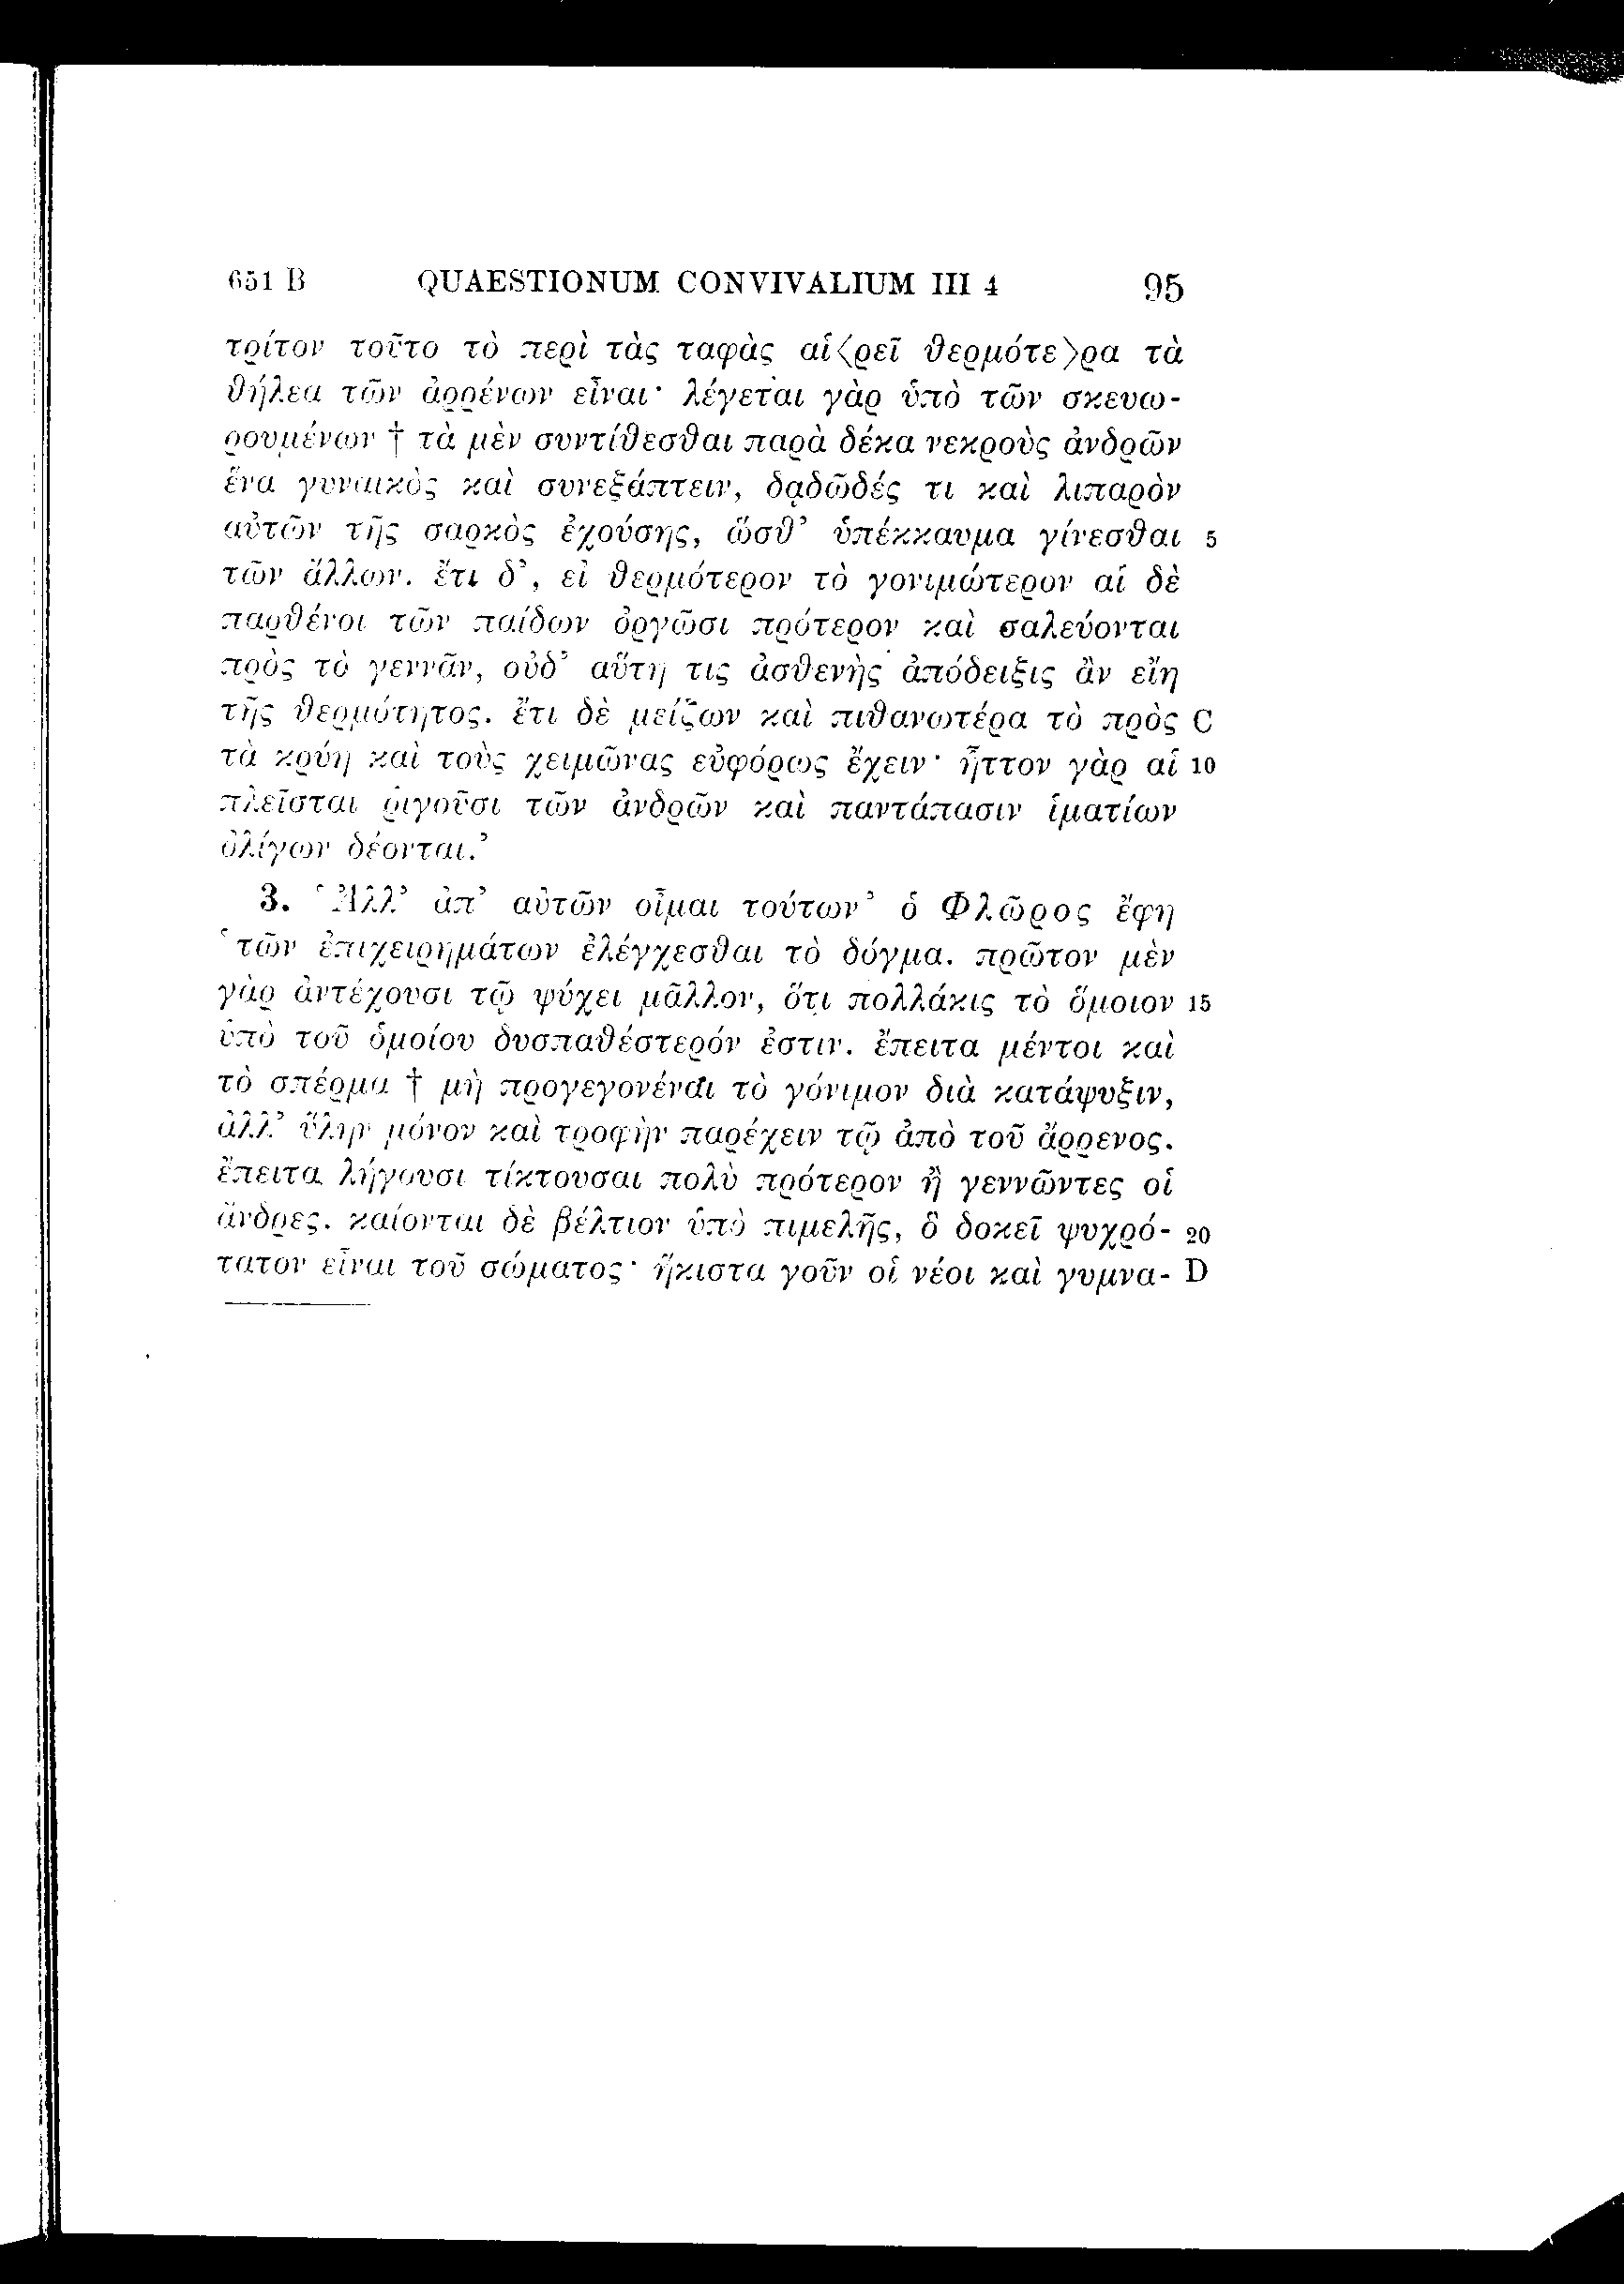 651 B QUAESTIONUM CONVIVALIUM III 4 95
τρίτον τοῦτο τὸ περὶ τὰς ταφὰς αἱ⟨ρεῖ θερμότε⟩ρα τὰ
θήλεα τῶν ἀρρένων εἶναι· λέγεται γὰρ ὑπὸ τῶν σκευω-
ρουμένων † τὰ μὲν συντίθεσθαι παρὰ δέκα νεκροὺς ἀνδρῶν
ἕνα γυναικὸς καὶ συνεξάπτειν, δᾳδῶδές τι καὶ λιπαρὸν
αὐτῶν τῆς σαρκὸς ἐχούσης, ὥσθ’ ὑπέκκαυμα γίνεσθαι 5
τῶν ἄλλων. ἔτι δ’, εἰ θερμότερον τὸ γονιμώτερον αἱ δὲ
παρθένοι τῶν παίδων ὀργῶσι πρότερον καὶ σαλεύονται
πρὸς τὸ γεννᾶν, οὐδ’ αὕτη τις ἀσθενὴς ἀπόδειξις ἂν εἴη
τῆς θερμότητος. ἔτι δὲ μείζων καὶ πιθανωτέρα τὸ πρὸς C
τὰ κρύη καὶ τοὺς χειμῶνας εὐφόρως ἔχειν· ἧττον γὰρ αἱ 10
πλεῖσται ῥιγοῦσι τῶν ἀνδρῶν καὶ παντάπασιν ἱματίων
ὀλίγων δέονται.’
3. ‘Ἀλλ’ ἀπ’ αὐτῶν οἶμαι τούτων’ ὁ Φλῶρος ἔφη
‘τῶν ἐπιχειρημάτων ἐλέγχεσθαι τὸ δόγμα. πρῶτον μὲν
γὰρ ἀντέχουσι τῷ ψύχει μᾶλλον, ὅτι πολλάκις τὸ ὅμοιον 15
ὑπὸ τοῦ ὁμοίου δυσπαθέστερόν ἐστιν. ἔπειτα μέντοι καὶ
τὸ σπέρμα † μὴ προγεγονέναι τὸ γόνιμον διὰ κατάψυξιν,
ἀλλ’ ὕλην μόνον καὶ τροφὴν παρέχειν τῷ ἀπὸ τοῦ ἄρρενος.
ἔπειτα λήγουσι τίκτουσαι πολὺ πρότερον ἢ γεννῶντες οἱ
ἄνδρες. καίονται δὲ βέλτιον ὑπὸ πιμελῆς, ὃ δοκεῖ ψυχρό- 20
τατον εἶναι τοῦ σώματος· ἥκιστα γοῦν οἱ νέοι καὶ γυμνα- D